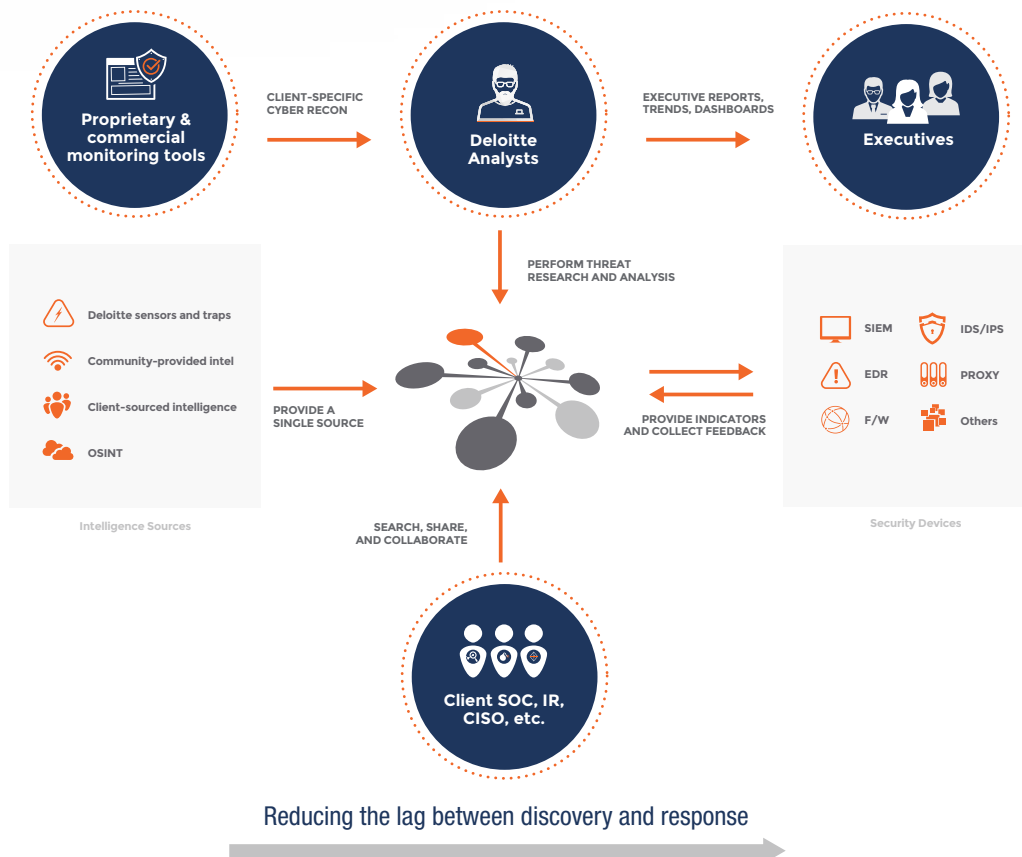 Proprietary &
commercial
monitoring tools
CLIENT-SPECIFIC
CYBER RECON
Deloitte
Analysts
EXECUTIVE REPORTS,
TRENDS, DASHBOARDS
Executives
PERFORM THREAT
RESEARCH AND ANALYSIS
Deloitte sensors and traps
Community-provided intel
Client-sourced intelligence
OSINT
Intelligence Sources
PROVIDE A
SINGLE SOURCE
PROVIDE INDICATORS
AND COLLECT FEEDBACK
SIEM
IDS/IPS
EDR
PROXY
F/W
Others
Security Devices
SEARCH, SHARE,
AND COLLABORATE
Client SOC, IR,
CISO, etc.
Reducing the lag between discovery and response